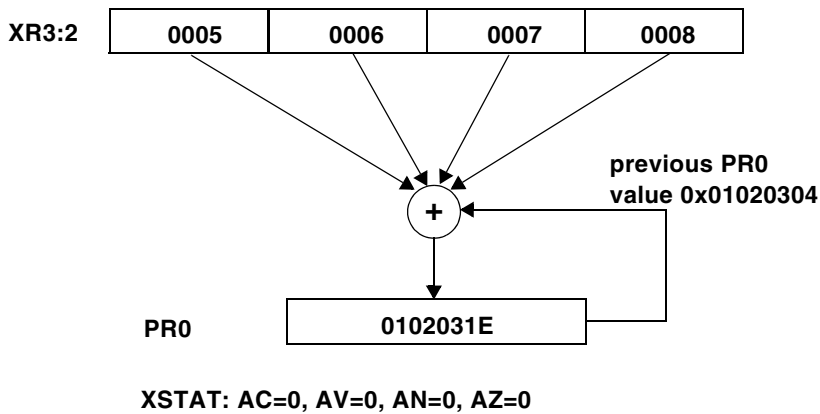 XR3:2 0005 0006 0007 0008
previous PR0
value 0x01020304
+
PR0 0102031E
XSTAT: AC=0, AV=0, AN=0, AZ=0